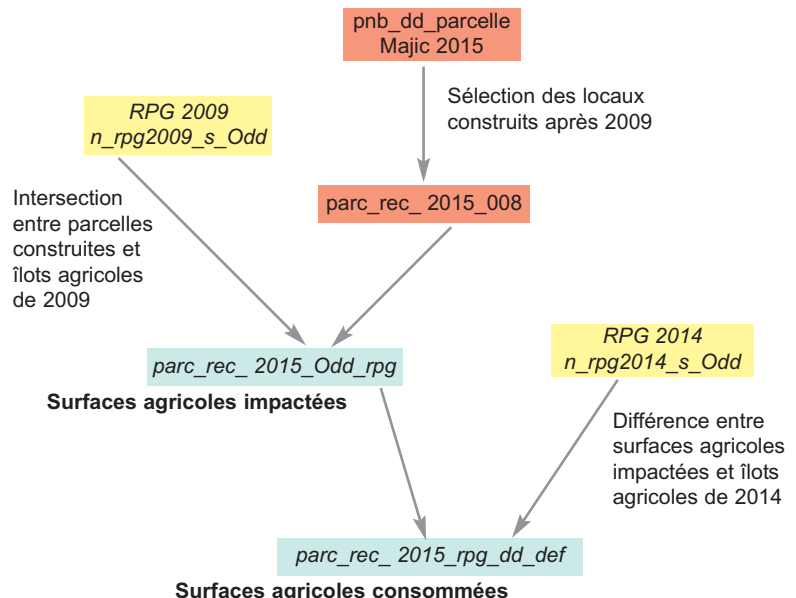 pnb_dd_parcelle
Majic 2015
RPG 2009
n_rpg2009_s_Odd
Sélection des locaux
construits après 2009
Intersection
entre parcelles
construites et
îlots agricoles
de 2009
parc_rec_ 2015_008
parc_rec_ 2015_Odd_rpg
Surfaces agricoles impactées
RPG 2014
n_rpg2014_s_Odd
Différence entre
surfaces agricoles
impactées et îlots
agricoles de 2014
parc_rec_ 2015_rpg_dd_def
Surfaces agricoles consommées